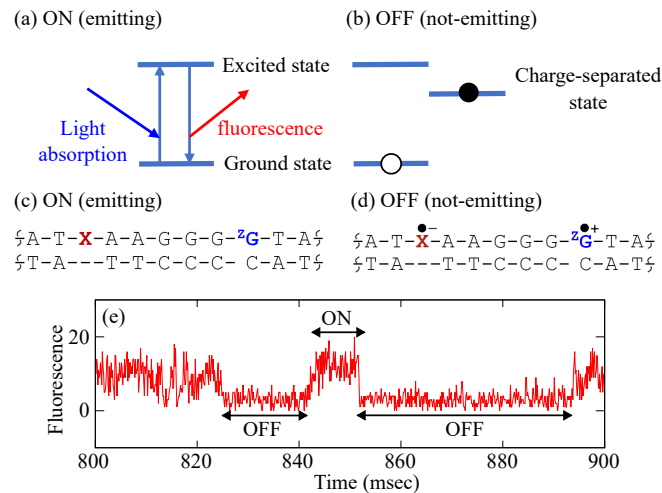 (a) ON (emitting)
(b) OFF (not-emitting)
Excited state
Charge-separated
state
Light
absorption
fluorescence
Ground state
(c) ON (emitting)
(d) OFF (not-emitting)
A-T-X-A-A-G-G-G-ᶻG-T-A
T-A---T-T-C-C-C-C-A-T
●− ●+
A-T-X-A-A-G-G-G-ᶻG-T-A
T-A---T-T-C-C-C-C-A-T
(e)
ON
OFF
OFF
Fluorescence
20
0
800
820
840
860
880
900
Time (msec)